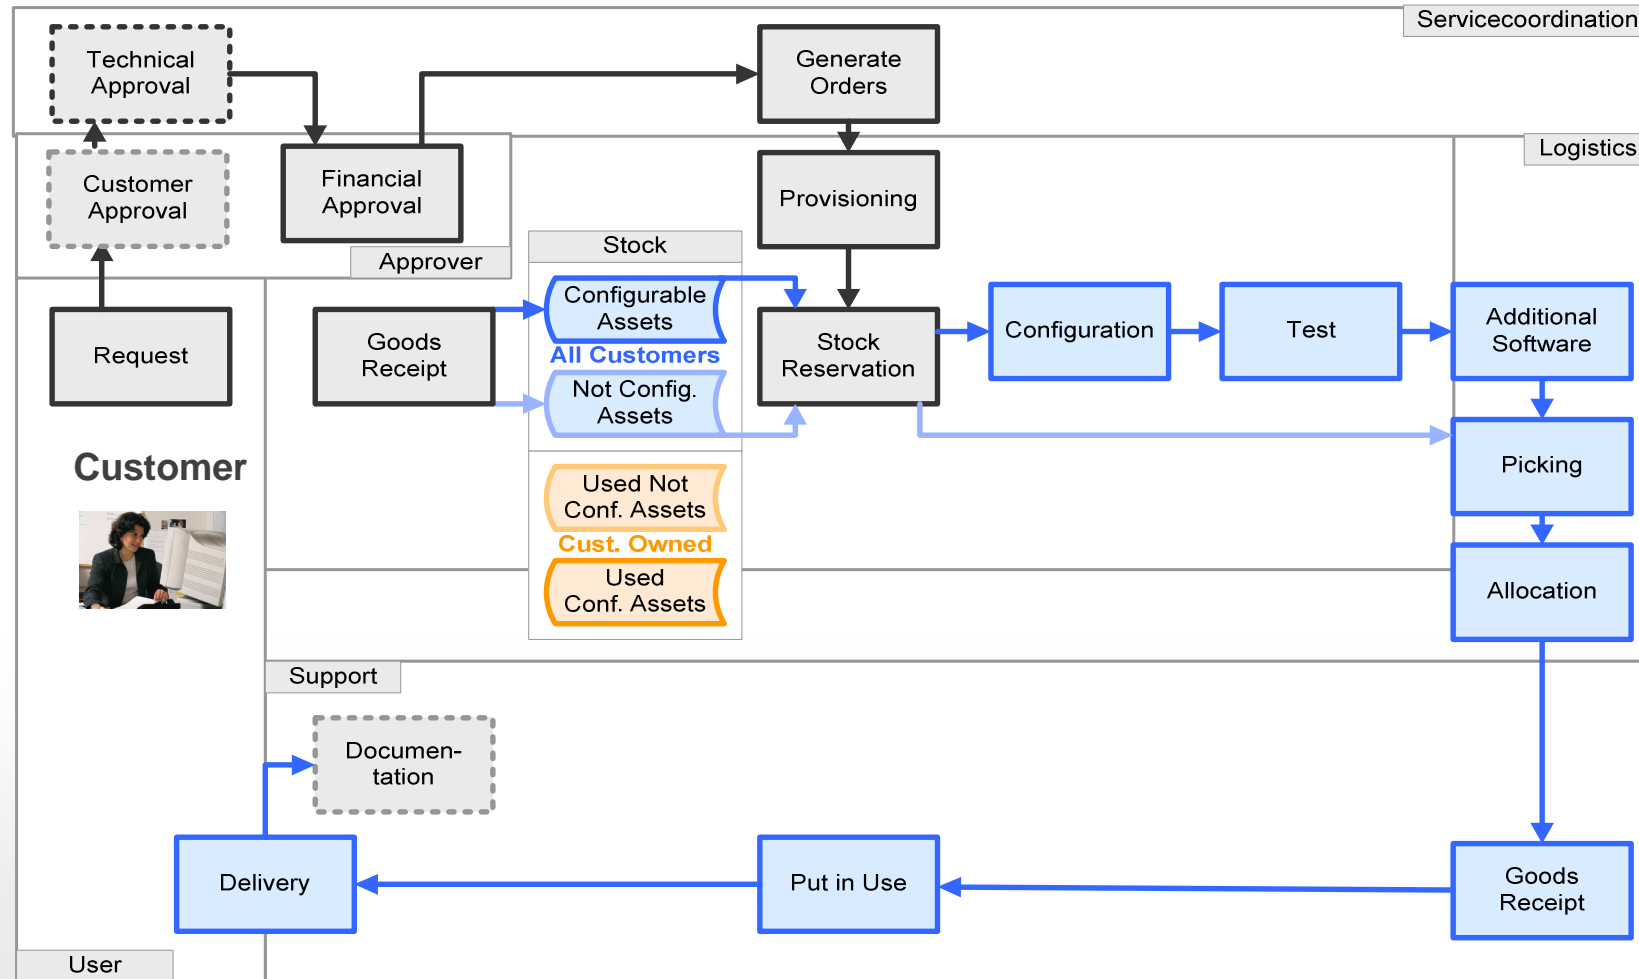 Servicecoordination
Technical
Approval
Generate
Orders
Logistics
Customer
Approval
Financial
Approval
Provisioning
Approver
Stock
Request
Goods
Receipt
Configurable
Assets
All Customers
Not Config.
Assets
Stock
Reservation
Configuration
Test
Additional
Software
Customer
Used Not
Conf. Assets
Cust. Owned
Used
Conf. Assets
Picking
Allocation
Support
Documen-
tation
Delivery
Put in Use
Goods
Receipt
User